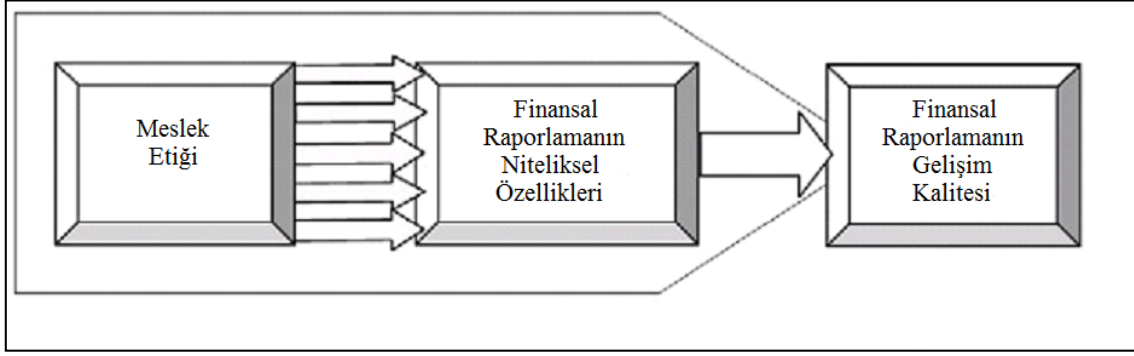 Meslek
Etiği
Finansal
Raporlamanın
Niteliksel
Özellikleri
Finansal
Raporlamanın
Gelişim
Kalitesi